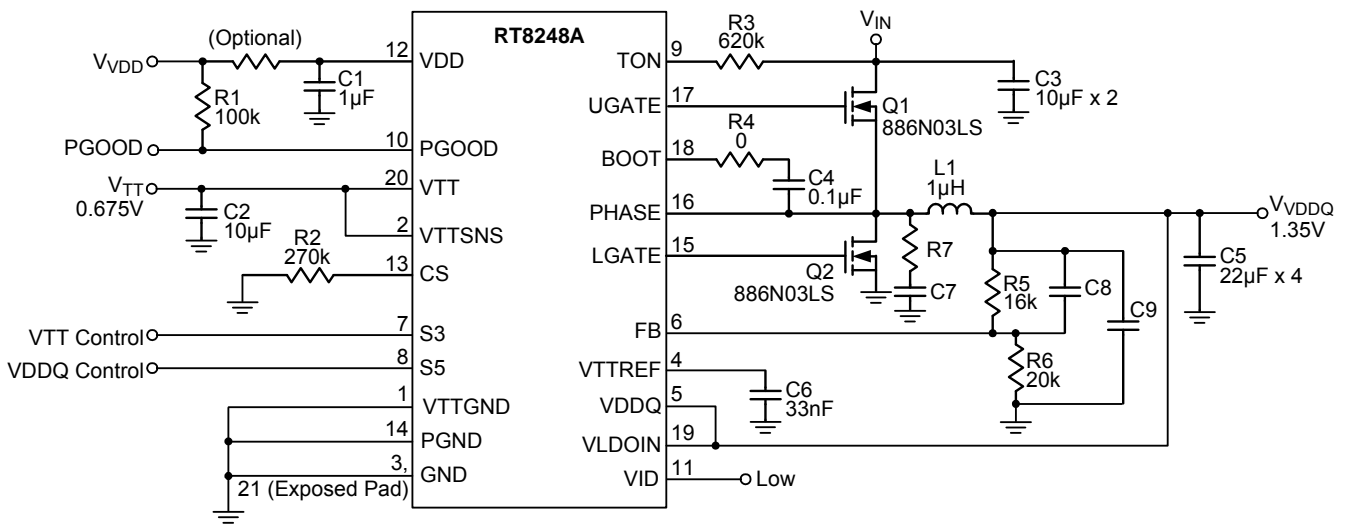 RT8248A
(Optional)
V_VDD
12
VDD
R1
100k
C1
1µF
PGOOD
10
PGOOD
V_TT
0.675V
20
VTT
C2
10µF
2
VTTSNS
R2
270k
13
CS
VTT Control
7
S3
VDDQ Control
8
S5
1
VTTGND
14
PGND
3,
21 (Exposed Pad)
GND
TON
9
R3
620k
V_IN
C3
10µF x 2
UGATE
17
Q1
886N03LS
BOOT
18
R4
0
C4
0.1µF
PHASE
16
L1
1µH
V_VDDQ
1.35V
LGATE
15
Q2
886N03LS
R7
C7
R5
16k
C8
C9
C5
22µF x 4
FB
6
R6
20k
VTTREF
4
C6
33nF
VDDQ
5
VLDOIN
19
VID
11
Low